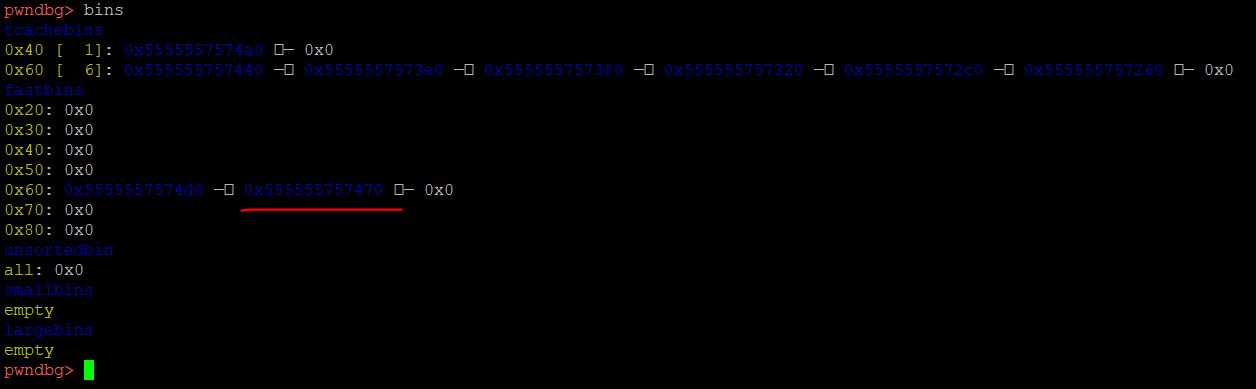 pwndbg> bins
tcachebins
0x40 [  1]: 0x5555557574a0 □— 0x0
0x60 [  6]: 0x555555757440 —□ 0x5555557573e0 —□ 0x555555757380 —□ 0x555555757320 —□ 0x5555557572c0 —□ 0x555555757260 □— 0x0
fastbins
0x20: 0x0
0x30: 0x0
0x40: 0x0
0x50: 0x0
0x60: 0x5555557574d0 —□ 0x555555757470 □— 0x0
0x70: 0x0
0x80: 0x0
unsortedbin
all: 0x0
smallbins
empty
largebins
empty
pwndbg>